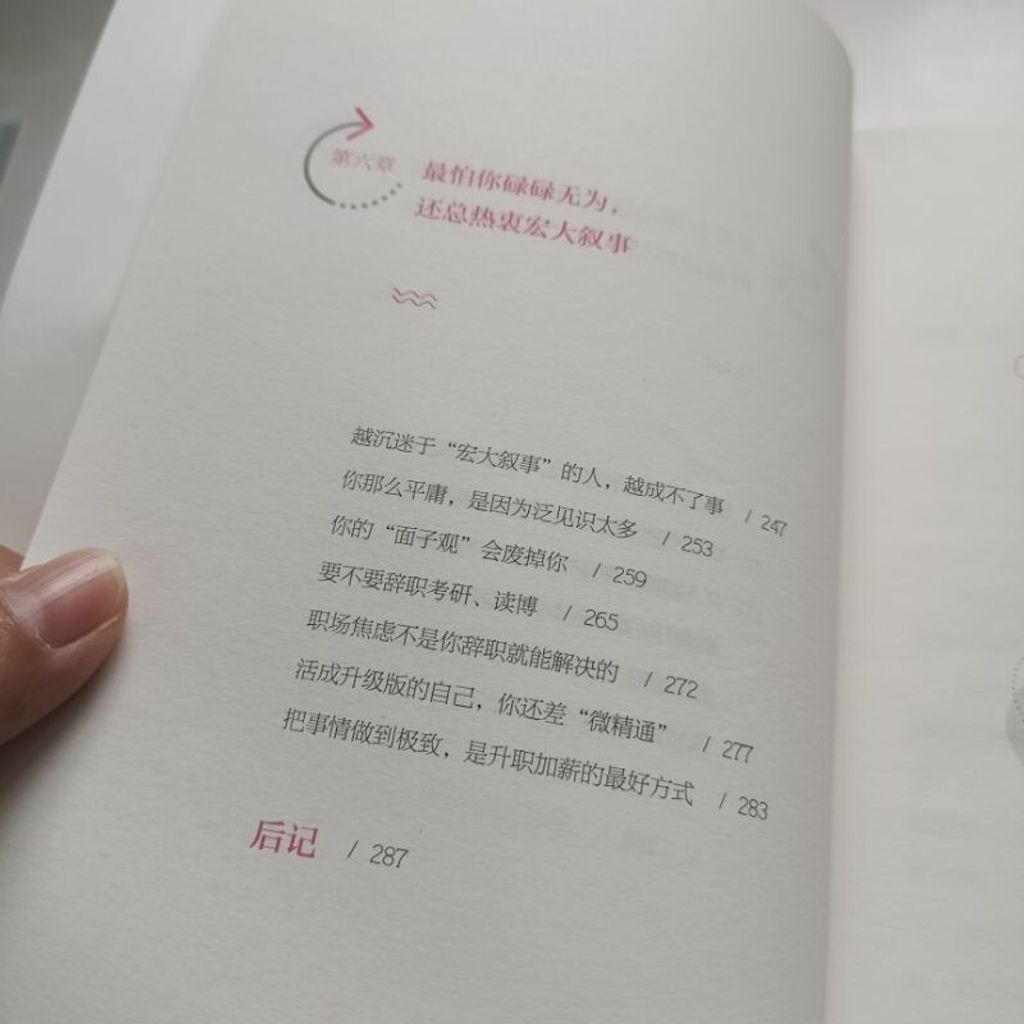 第六章
最怕你碌碌无为，
还总热衷宏大叙事
越沉迷于“宏大叙事”的人，越成不了事 / 247
你那么平庸，是因为泛见识太多 / 253
你的“面子观”会废掉你 / 259
要不要辞职考研、读博 / 265
职场焦虑不是你辞职就能解决的 / 272
活成升级版的自己，你还差“微精通” / 277
把事情做到极致，是升职加薪的最好方式 / 283
后记 / 287